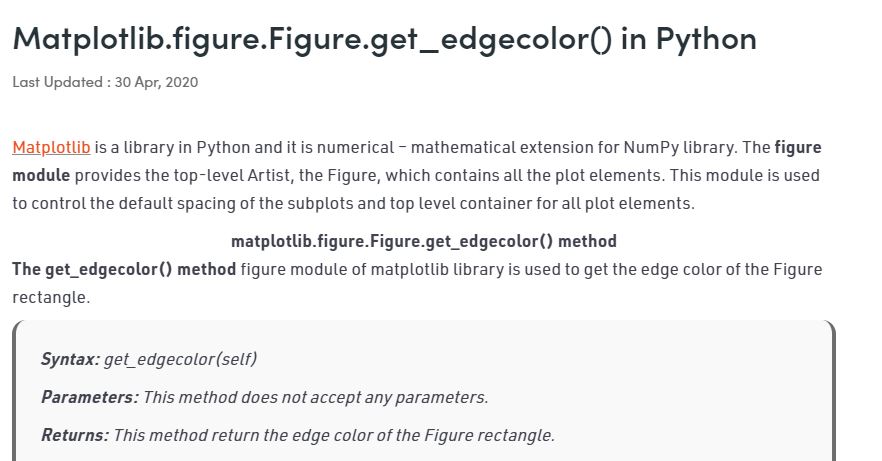 Matplotlib.figure.Figure.get_edgecolor() in Python
Last Updated : 30 Apr, 2020
Matplotlib is a library in Python and it is numerical – mathematical extension for NumPy library. The figure
module provides the top-level Artist, the Figure, which contains all the plot elements. This module is used
to control the default spacing of the subplots and top level container for all plot elements.
matplotlib.figure.Figure.get_edgecolor() method
The get_edgecolor() method figure module of matplotlib library is used to get the edge color of the Figure
rectangle.
Syntax: get_edgecolor(self)
Parameters: This method does not accept any parameters.
Returns: This method return the edge color of the Figure rectangle.